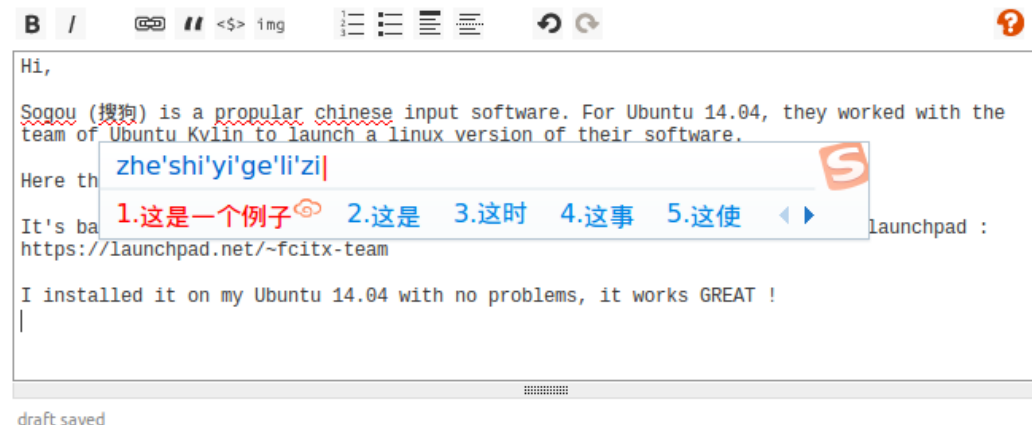 B I <$> img
Hi,
Sogou (搜狗) is a propular chinese input software. For Ubuntu 14.04, they worked with the
team of Ubuntu Kylin to launch a linux version of their software.
zhe'shi'yi'ge'li'zi
Here th
1.这是一个例子 2.这是 3.这时 4.这事 5.这使
It's ba launchpad :
https://launchpad.net/~fcitx-team
I installed it on my Ubuntu 14.04 with no problems, it works GREAT !
draft saved